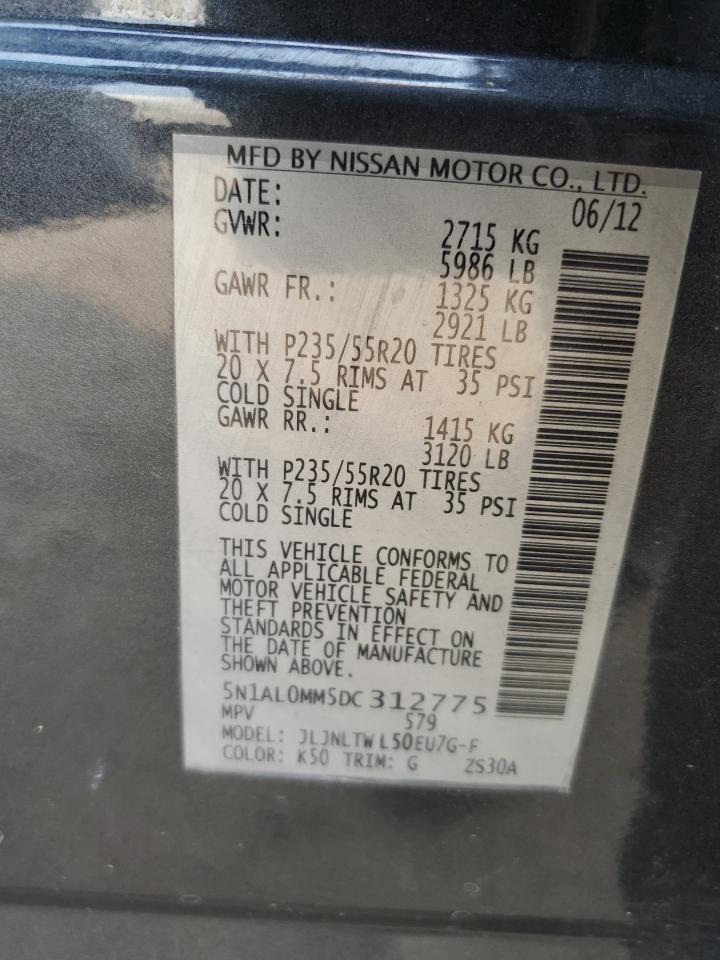 MFD BY NISSAN MOTOR CO., LTD.
DATE: 06/12
GVWR: 2715 KG
5986 LB
GAWR FR.: 1325 KG
2921 LB
WITH P235/55R20 TIRES
20 X 7.5 RIMS AT 35 PSI
COLD SINGLE
GAWR RR.: 1415 KG
3120 LB
WITH P235/55R20 TIRES
20 X 7.5 RIMS AT 35 PSI
COLD SINGLE
THIS VEHICLE CONFORMS TO
ALL APPLICABLE FEDERAL
MOTOR VEHICLE SAFETY AND
THEFT PREVENTION
STANDARDS IN EFFECT ON
THE DATE OF MANUFACTURE
SHOWN ABOVE.
5N1AL0MM5DC312775
MPV 579
MODEL: JLJNLTWL50EU7G-F
COLOR: K50 TRIM: G ZS30A